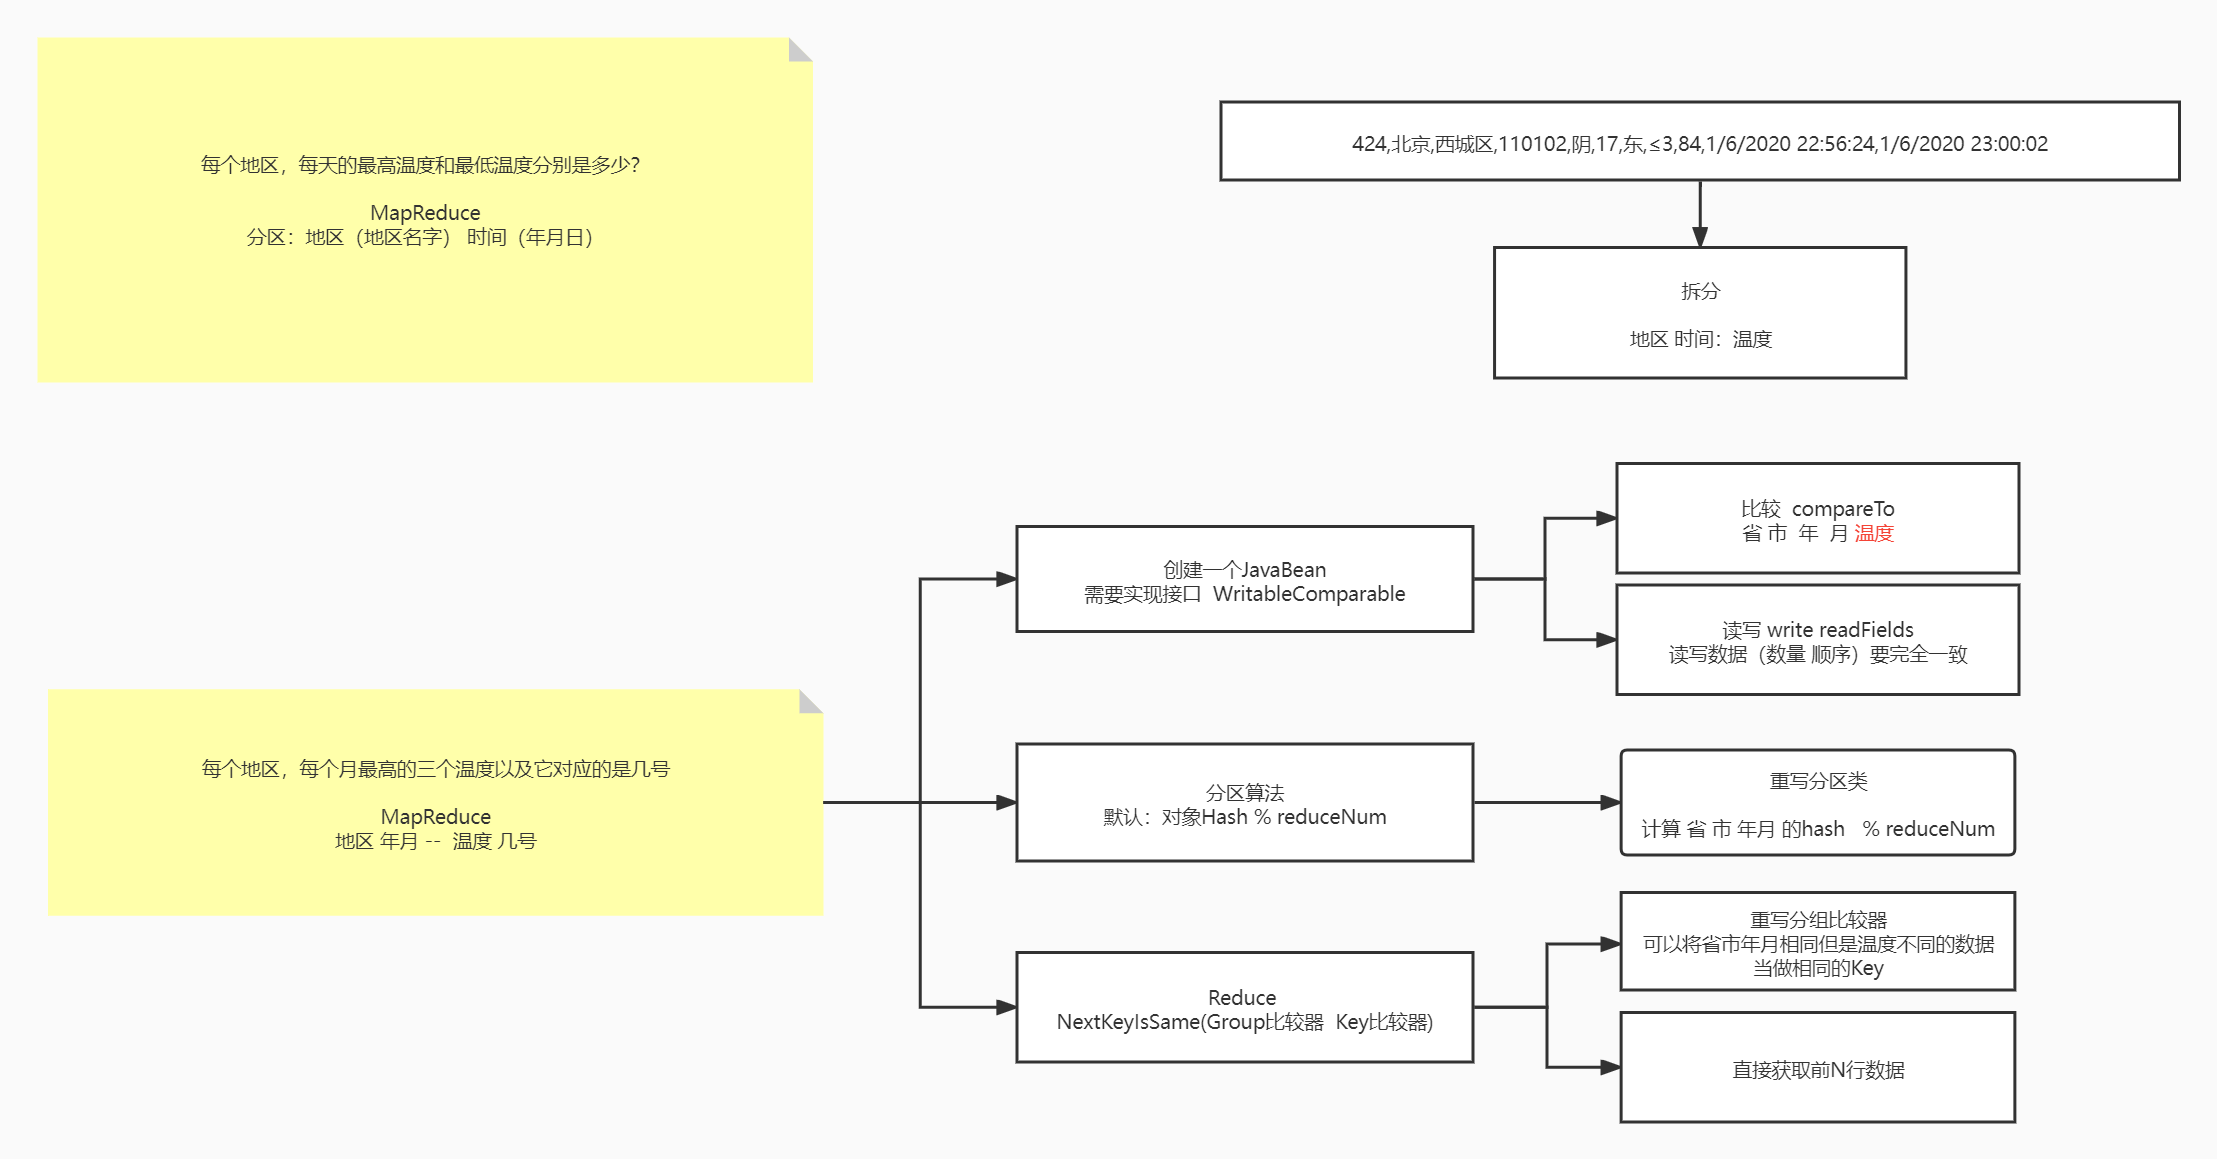 每个地区，每天的最高温度和最低温度分别是多少？
MapReduce
分区：地区（地区名字） 时间（年月日）
424,北京,西城区,110102,阴,17,东,≤3,84,1/6/2020 22:56:24,1/6/2020 23:00:02
拆分
地区 时间：温度
每个地区，每个月最高的三个温度以及它对应的是几号
MapReduce
地区 年月 -- 温度 几号
创建一个JavaBean
需要实现接口 WritableComparable
比较 compareTo
省 市 年 月 温度
读写 write readFields
读写数据（数量 顺序）要完全一致
分区算法
默认：对象Hash % reduceNum
重写分区类
计算 省 市 年月 的hash % reduceNum
Reduce
NextKeyIsSame(Group比较器 Key比较器)
重写分组比较器
可以将省市年月相同但是温度不同的数据
当做相同的Key
直接获取前N行数据